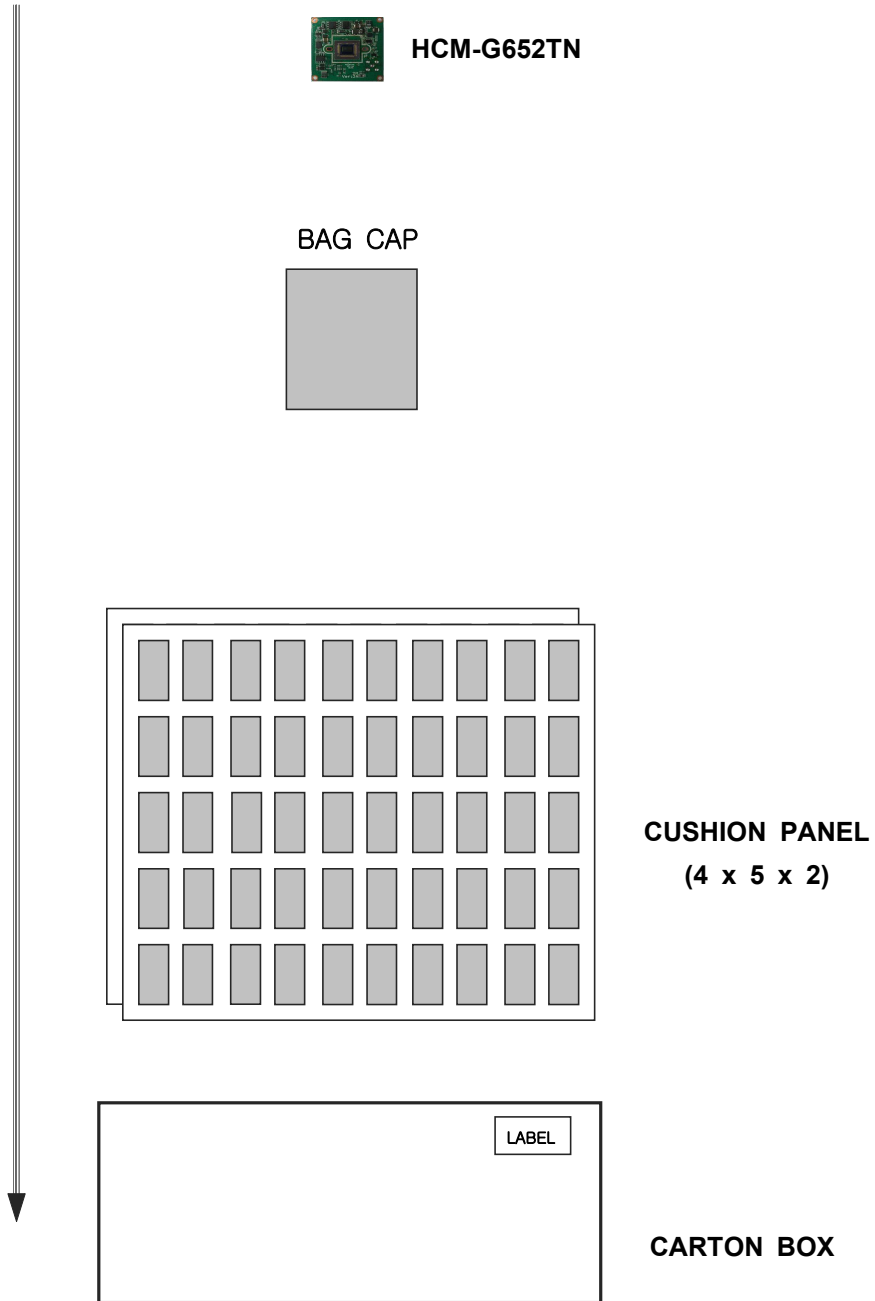 HCM-G652TN
BAG CAP
CUSHION PANEL
(4 x 5 x 2)
LABEL
CARTON BOX